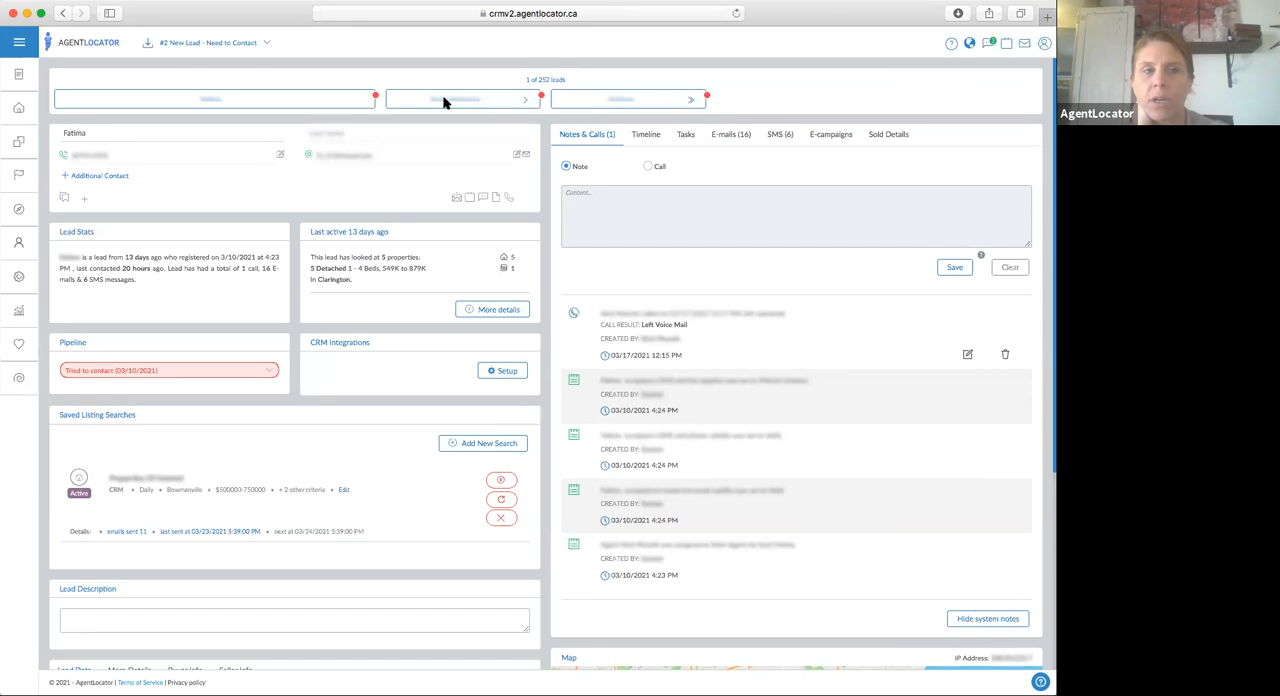 crmv2.agentlocator.ca
AGENTLOCATOR
#2 New Lead - Need to Contact
1 of 252 leads
AgentLocator
Fatima
Additional Contact
Notes & Calls (1)
Timeline
Tasks
E-mails (16)
SMS (6)
E-campaigns
Sold Details
Note
Call
Content..
Save
Clear
Lead Stats
is a lead from 13 days ago who registered on 3/10/2021 at 4:23
PM , last contacted 20 hours ago. Lead has had a total of 1 call, 16 E-
mails & 6 SMS messages.
Last active 13 days ago
This lead has looked at 5 properties:
5 Detached 1 - 4 Beds, 549K to 879K
in Clarington.
5
1
More details
Pipeline
Tried to contact (03/10/2021)
CRM Integrations
Setup
CALL RESULT: Left Voice Mail
CREATED BY:
03/17/2021 12:15 PM
CREATED BY:
03/10/2021 4:24 PM
CREATED BY:
03/10/2021 4:24 PM
CREATED BY:
03/10/2021 4:24 PM
CREATED BY:
03/10/2021 4:23 PM
Hide system notes
Saved Listing Searches
Add New Search
Active
CRM • Daily • Bowmanville • $500000-750000 • + 2 other criteria • Edit
Details: • emails sent 11 • last sent at 03/23/2021 5:39:00 PM • next at 03/24/2021 5:39:00 PM
Lead Description
Map
IP Address:
© 2021 - AgentLocator | Terms of Service | Privacy policy